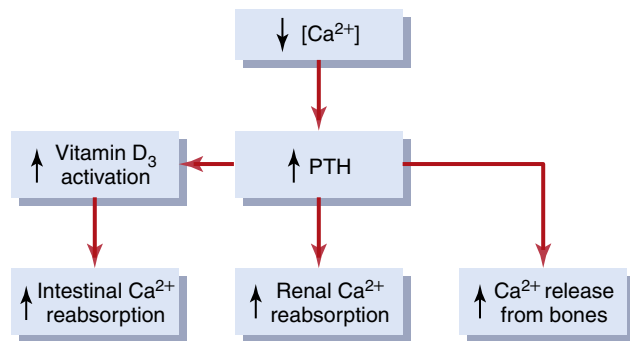 ↓ [Ca²⁺]
↑ Vitamin D₃
activation
↑ PTH
↑ Intestinal Ca²⁺
reabsorption
↑ Renal Ca²⁺
reabsorption
↑ Ca²⁺ release
from bones